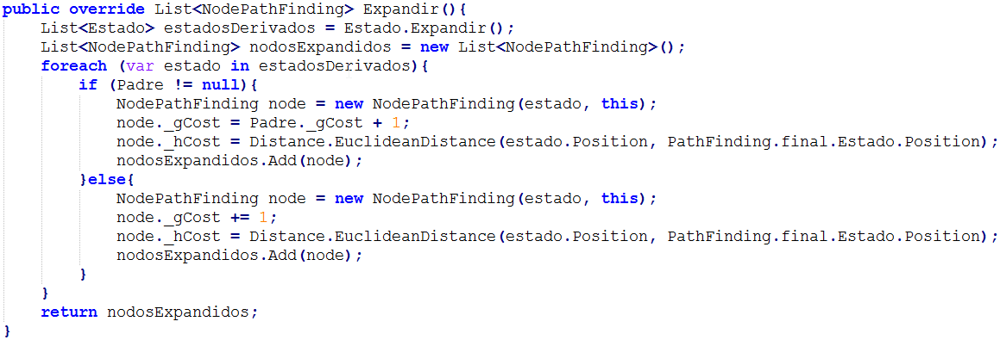 public override List<NodePathFinding> Expandir(){
    List<Estado> estadosDerivados = Estado.Expandir();
    List<NodePathFinding> nodosExpandidos = new List<NodePathFinding>();
    foreach (var estado in estadosDerivados){
        if (Padre != null){
            NodePathFinding node = new NodePathFinding(estado, this);
            node._gCost = Padre._gCost + 1;
            node._hCost = Distance.EuclideanDistance(estado.Position, PathFinding.final.Estado.Position);
            nodosExpandidos.Add(node);
        }else{
            NodePathFinding node = new NodePathFinding(estado, this);
            node._gCost += 1;
            node._hCost = Distance.EuclideanDistance(estado.Position, PathFinding.final.Estado.Position);
            nodosExpandidos.Add(node);
        }
    }
    return nodosExpandidos;
}